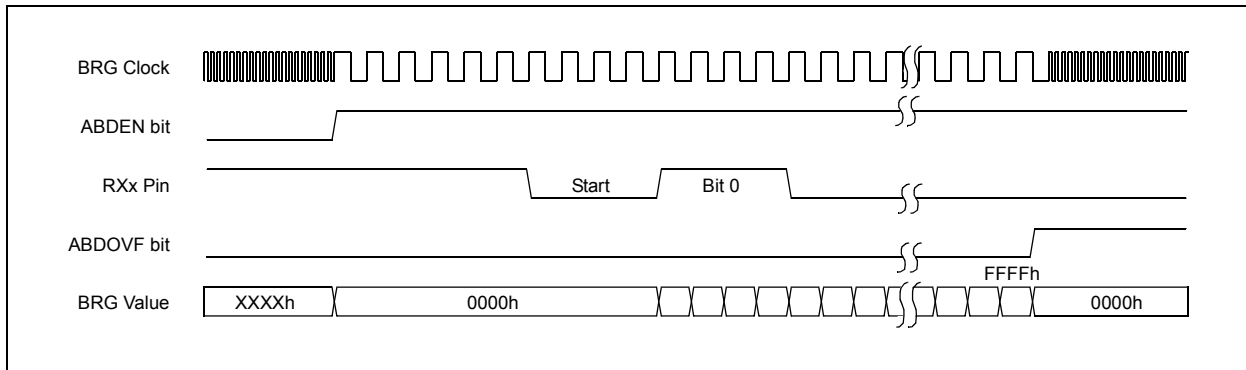 BRG Clock
ABDEN bit
RXx Pin
Start
Bit 0
ABDOVF bit
FFFFh
BRG Value
XXXXh
0000h
0000h